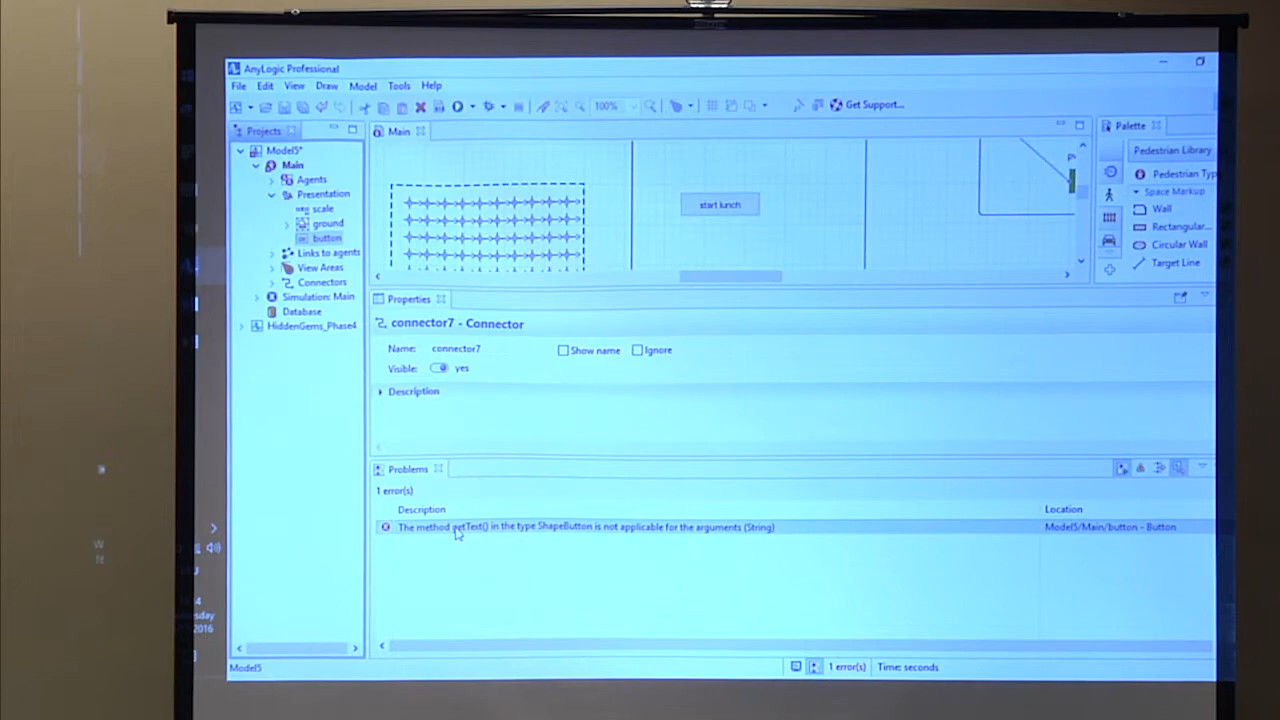 AnyLogic Professional
File Edit View Draw Model Tools Help
100% Get Support...
Projects
Main
Palette
Model5*
Main
Agents
Presentation
scale
ground
button
Links to agents
View Areas
Connectors
Simulation: Main
Database
HiddenGems_Phase4
start lunch
Pedestrian Library
Pedestrian Typ
Space Markup
Wall
Rectangular...
Circular Wall
Target Line
Properties
connector7 - Connector
Name: connector7 Show name Ignore
Visible: yes
Description
Problems
1 error(s)
Description Location
The method getText() in the type ShapeButton is not applicable for the arguments (String) Model5/Main/button - Button
Model5 1 error(s) Time: seconds
2016